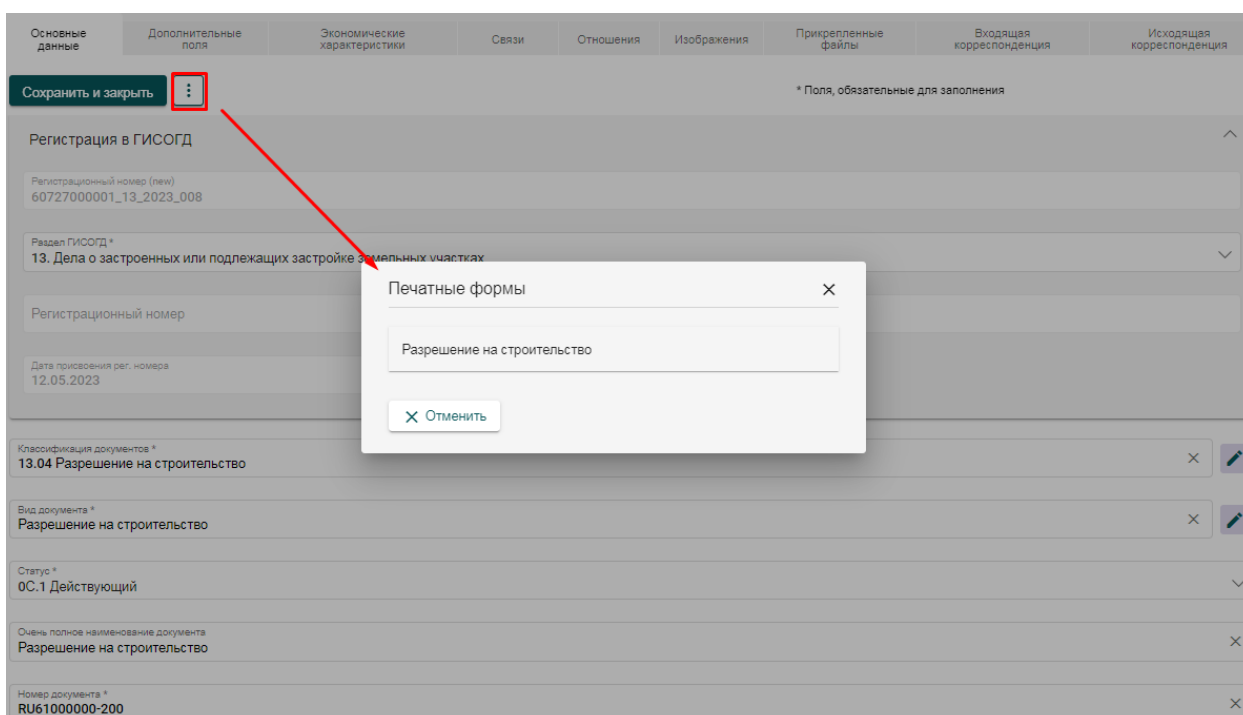 Основные
данные
Дополнительные
поля
Экономические
характеристики
Связи
Отношения
Изображения
Прикрепленные
файлы
Входящая
корреспонденция
Исходящая
корреспонденция
Сохранить и закрыть
* Поля, обязательные для заполнения
Регистрация в ГИСОГД
Регистрационный номер (new)
60727000001_13_2023_008
Раздел ГИСОГД *
13. Дела о застроенных или подлежащих застройке земельных участках
Регистрационный номер
Дата присвоения рег. номера
12.05.2023
Печатные формы
Разрешение на строительство
Отменить
Классификация документов *
13.04 Разрешение на строительство
Вид документа *
Разрешение на строительство
Статус *
0С.1 Действующий
Очень полное наименование документа
Разрешение на строительство
Номер документа *
RU61000000-200